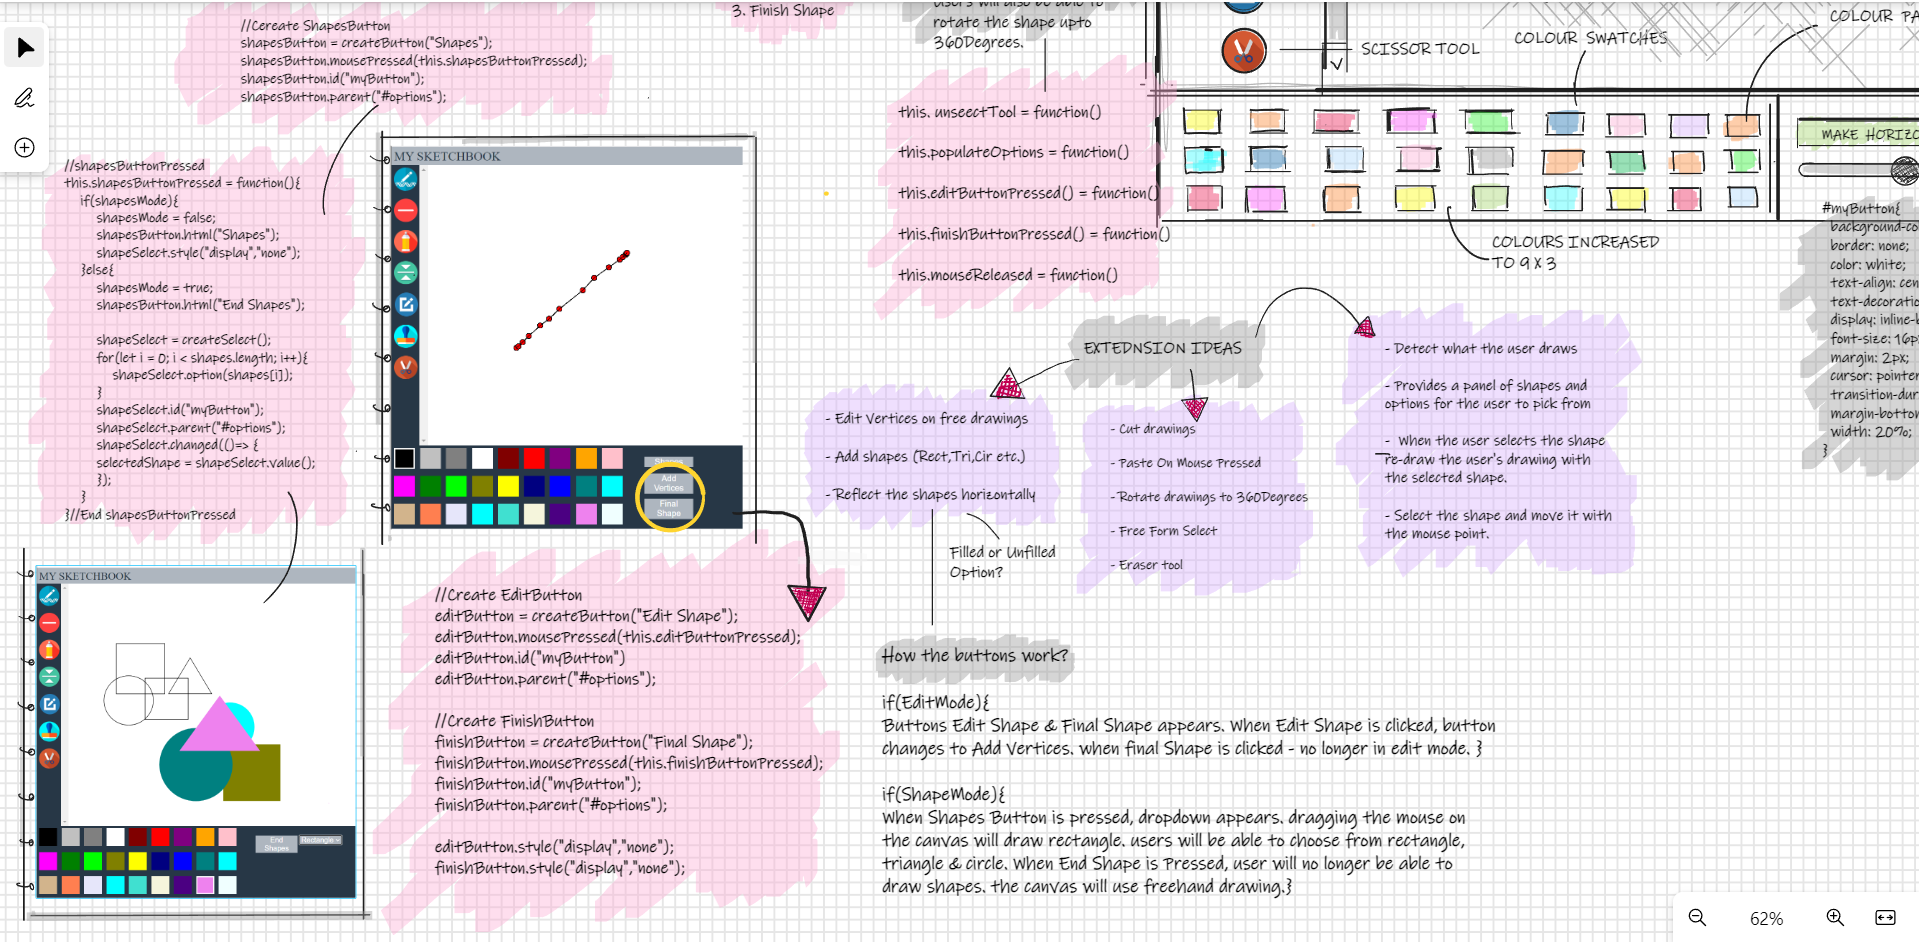 //Cereate ShapesButton
shapesButton = createButton("Shapes");
shapesButton.mousePressed(this.shapesButtonPressed);
shapesButton.id("myButton");
shapesButton.parent("#options");
3. Finish Shape
users will also be able to
rotate the shape upto
360Degrees.
SCISSOR TOOL
COLOUR SWATCHES
COLOUR PA
//shapesButtonPressed
this.shapesButtonPressed = function(){
if(shapesMode){
shapesMode = false;
shapesButton.html("Shapes");
shapeSelect.style("display","none");
}else{
shapesMode = true;
shapesButton.html("End Shapes");
shapeSelect = createSelect();
for(let i = 0; i < shapes.length; i++){
shapeSelect.option(shapes[i]);
}
shapeSelect.id("myButton");
shapeSelect.parent("#options");
shapeSelect.changed(()=> {
selectedShape = shapeSelect.value();
});
}
}//End shapesButtonPressed
MY SKETCHBOOK
Shapes
Add
Vertices
Final
Shape
this. unseectTool = function()
this.populateOptions = function()
this.editButtonPressed() = function()
this.finishButtonPressed() = function()
this.mouseReleased = function()
MAKE HORIZO
COLOURS INCREASED
TO 9 X 3
#myButton{
background-co
border: none;
color: white;
text-align: cen
text-decoratio
display: inline-b
font-size: 16p
margin: 2px;
cursor: pointer
transition-dur
margin-bottom
width: 20%;
}
EXTEDNSION IDEAS
- Edit Vertices on free drawings
- Add shapes (Rect,Tri,Cir etc.)
- Reflect the shapes horizontally
Filled or Unfilled
Option?
- Cut drawings
- Paste On Mouse Pressed
- Rotate drawings to 360Degrees
- Free Form Select
- Eraser tool
- Detect what the user draws
- Provides a panel of shapes and
options for the user to pick from
- When the user selects the shape
re-draw the user's drawing with
the selected shape.
- Select the shape and move it with
the mouse point.
MY SKETCHBOOK
End
Shapes
Rectangle
//Create EditButton
editButton = createButton("Edit Shape");
editButton.mousePressed(this.editButtonPressed);
editButton.id("myButton")
editButton.parent("#options");
//Create FinishButton
finishButton = createButton("Final Shape");
finishButton.mousePressed(this.finishButtonPressed);
finishButton.id("myButton");
finishButton.parent("#options");
editButton.style("display","none");
finishButton.style("display","none");
How the buttons work?
if(EditMode){
Buttons Edit Shape & Final Shape appears. When Edit Shape is clicked, button
changes to Add Vertices. when final Shape is clicked - no longer in edit mode. }
if(ShapeMode){
When Shapes Button is pressed, dropdown appears. dragging the mouse on
the canvas will draw rectangle. users will be able to choose from rectangle,
triangle & circle. When End Shape is Pressed, user will no longer be able to
draw shapes. the canvas will use freehand drawing.}
62%